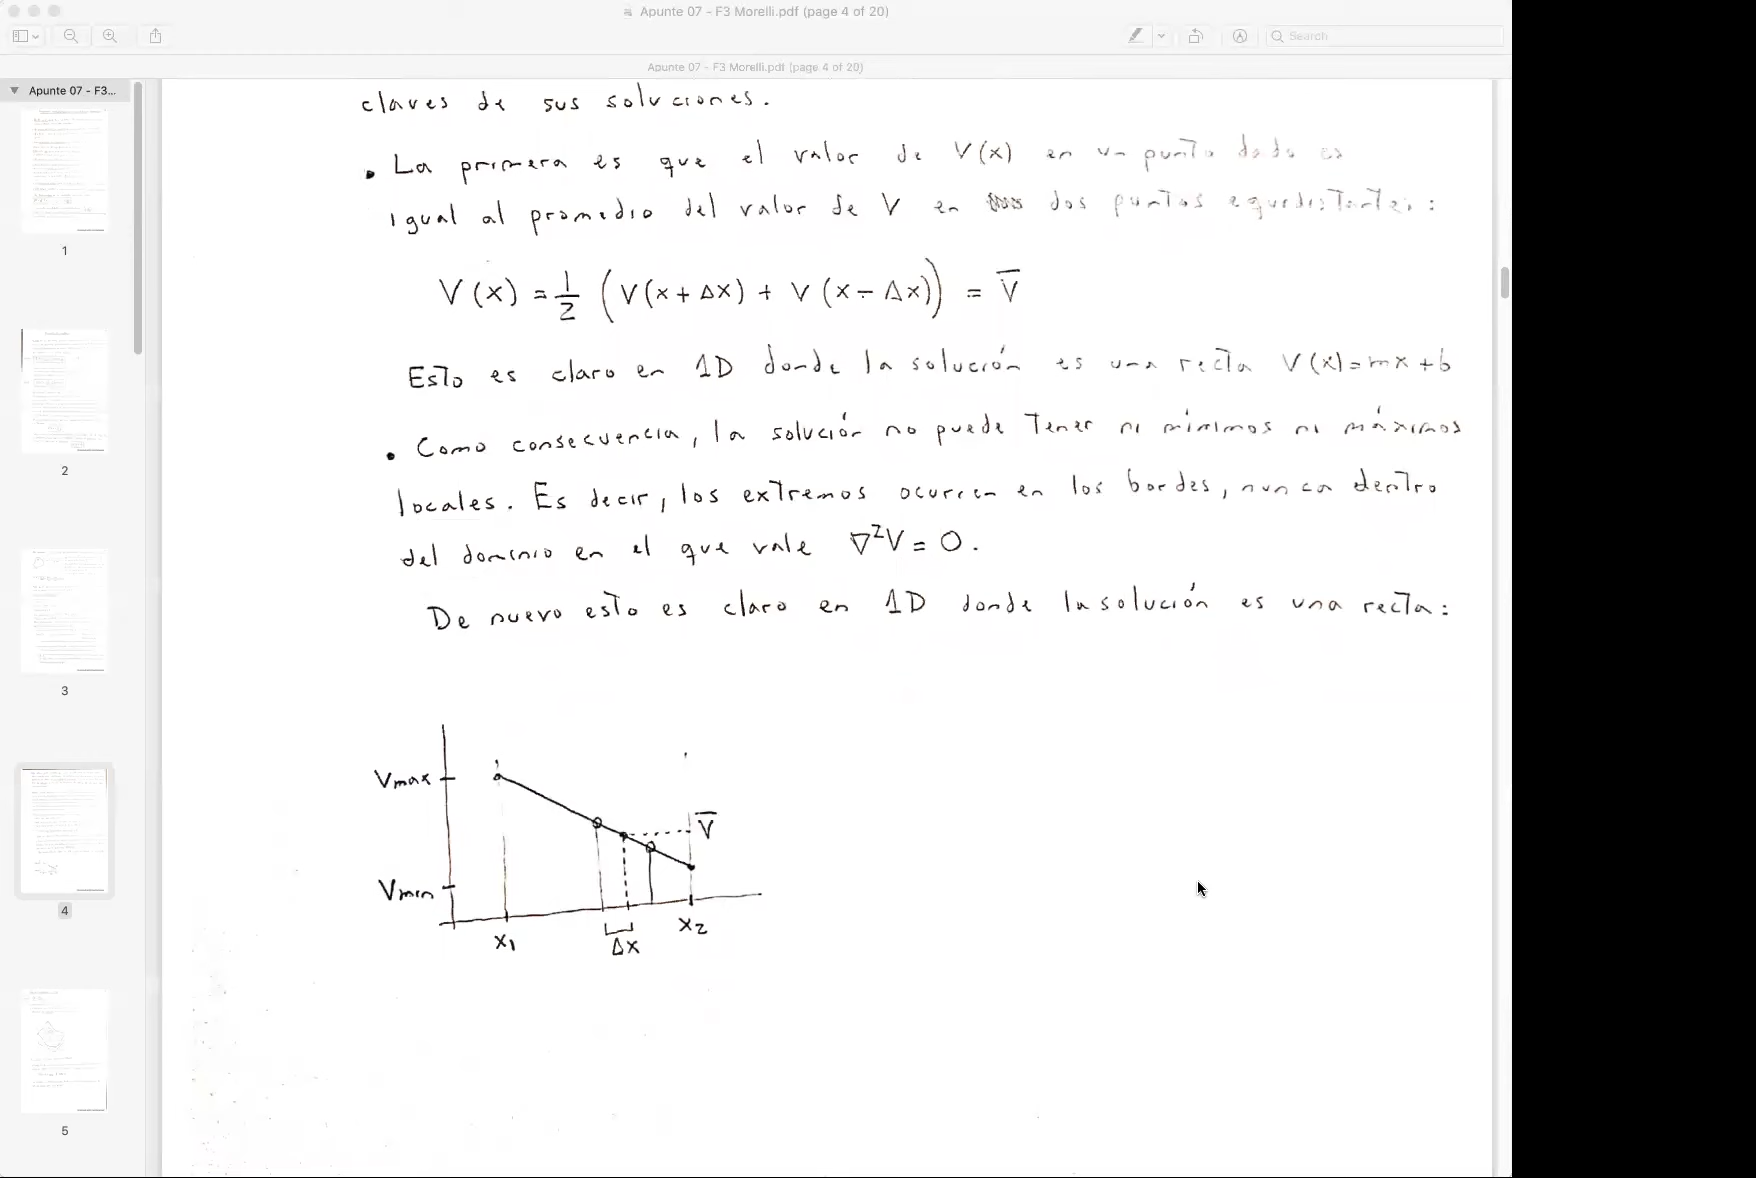 Apunte 07 - F3 Morelli.pdf (page 4 of 20)
Search
Apunte 07 - F3 Morelli.pdf (page 4 of 20)
Apunte 07 - F3...
1
2
3
4
5
claves de sus soluciones.
• La primera es que el valor de V(x) en un punto dado es
igual al promedio del valor de V en dos puntos equidistantes:
V(x) = 1/2 (V(x+Δx) + V(x-Δx)) = V̅
Esto es claro en 1D donde la solución es una recta V(x)=mx+b
• Como consecuencia, la solución no puede tener ni mínimos ni máximos
locales. Es decir, los extremos ocurren en los bordes, nunca dentro
del dominio en el que vale ∇²V = 0.
De nuevo esto es claro en 1D donde la solución es una recta:
Vmax
V̅
Vmin
x₁
Δx
x₂